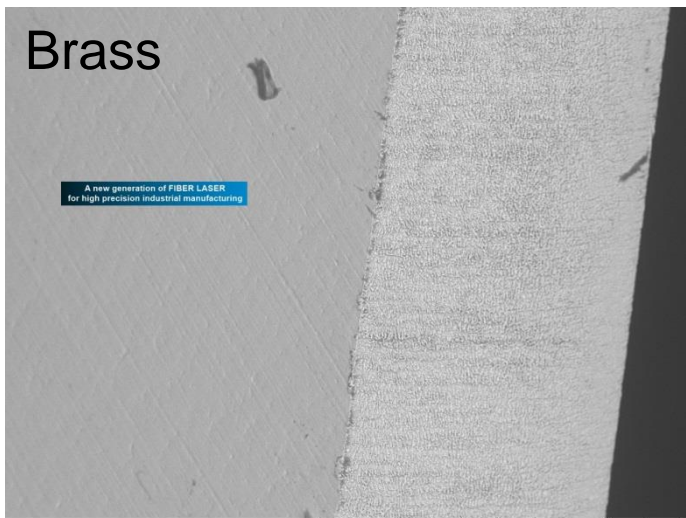 Brass
A new generation of FIBER LASER
for high precision industrial manufacturing